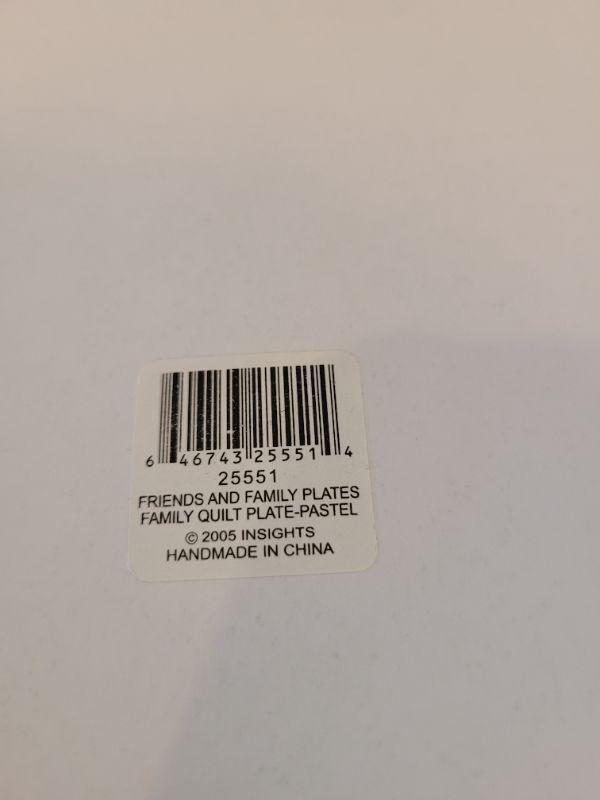 6 46743 25551 4
25551
FRIENDS AND FAMILY PLATES
FAMILY QUILT PLATE-PASTEL
© 2005 INSIGHTS
HANDMADE IN CHINA